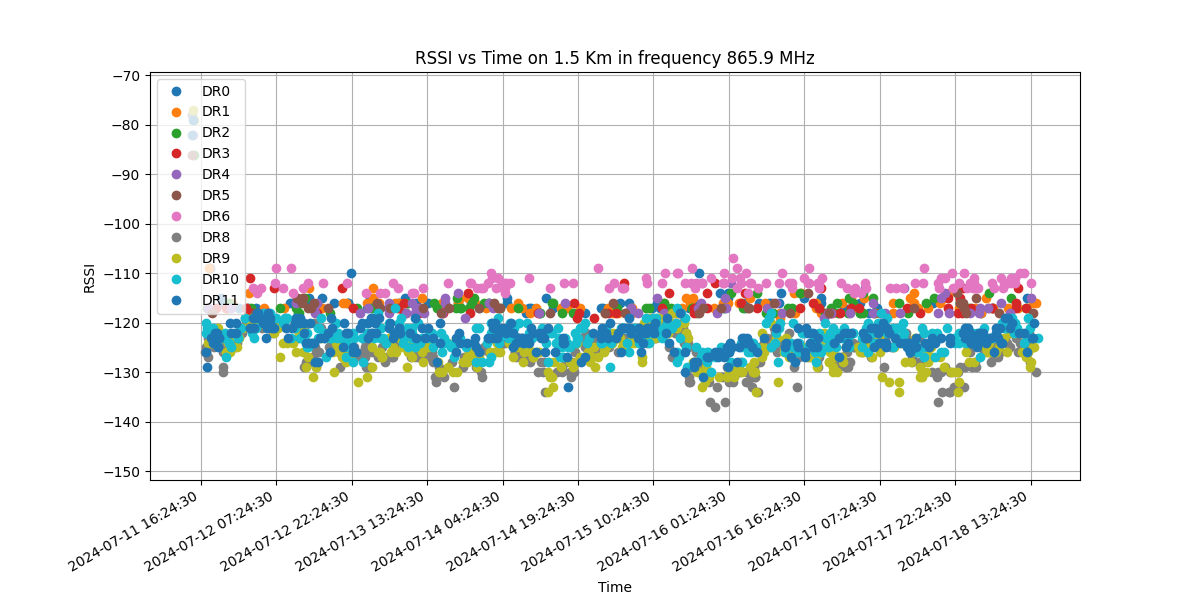 RSSI vs Time on 1.5 Km in frequency 865.9 MHz
RSSI
−70
−80
−90
−100
−110
−120
−130
−140
−150
DR0
DR1
DR2
DR3
DR4
DR5
DR6
DR8
DR9
DR10
DR11
2024-07-11 16:24:30
2024-07-12 07:24:30
2024-07-12 22:24:30
2024-07-13 13:24:30
2024-07-14 04:24:30
2024-07-14 19:24:30
2024-07-15 10:24:30
2024-07-16 01:24:30
2024-07-16 16:24:30
2024-07-17 07:24:30
2024-07-17 22:24:30
2024-07-18 13:24:30
Time